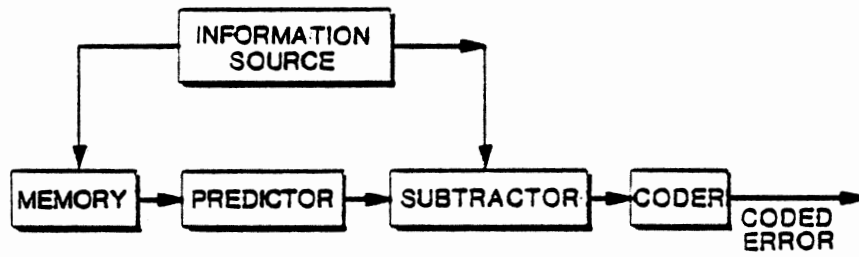 INFORMATION
SOURCE
MEMORY
PREDICTOR
SUBTRACTOR
CODER
CODED
ERROR